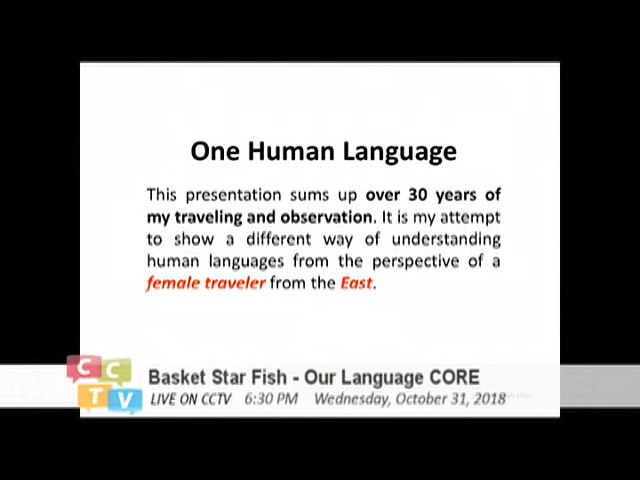 One Human Language
This presentation sums up over 30 years of
my traveling and observation. It is my attempt
to show a different way of understanding
human languages from the perspective of a
female traveler from the East.
CC
TV
Basket Star Fish - Our Language CORE
LIVE ON CCTV 6:30 PM Wednesday, October 31, 2018